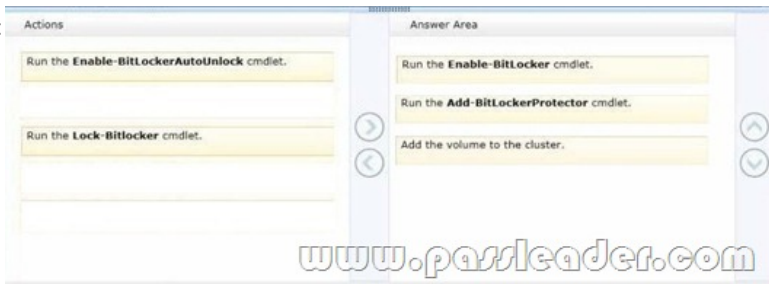 Actions
Run the Enable-BitLockerAutoUnlock cmdlet.
Run the Lock-Bitlocker cmdlet.
Answer Area
Run the Enable-BitLocker cmdlet.
Run the Add-BitLockerProtector cmdlet.
Add the volume to the cluster.
www.passleader.com